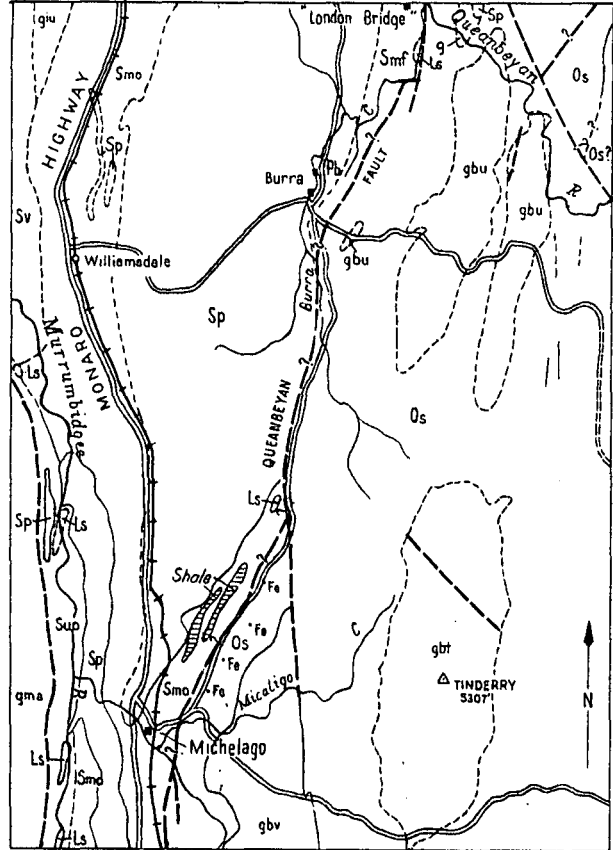 "London Bridge"
Sp
giu
Smo
Smf
Ls
g
Queanbeyan
Os
HIGHWAY
Sp
C
?
?
Os?
Pb
FAULT
gbu
gbu
R
Burra
Sv
gbu
Williamsdale
?
Burra
Sp
?
MONARO
Murrumbidgee
Ls
Os
QUEANBEYAN
Ls
Sp
Ls
?
Shale
Fe
Sup
Os
Fe
Fe
C
gbt
Sp
Smo
Fe
Micaligo
TINDERRY
5307'
gma
R
N
?
Michelago
Ls
Smo
gbv
Ls